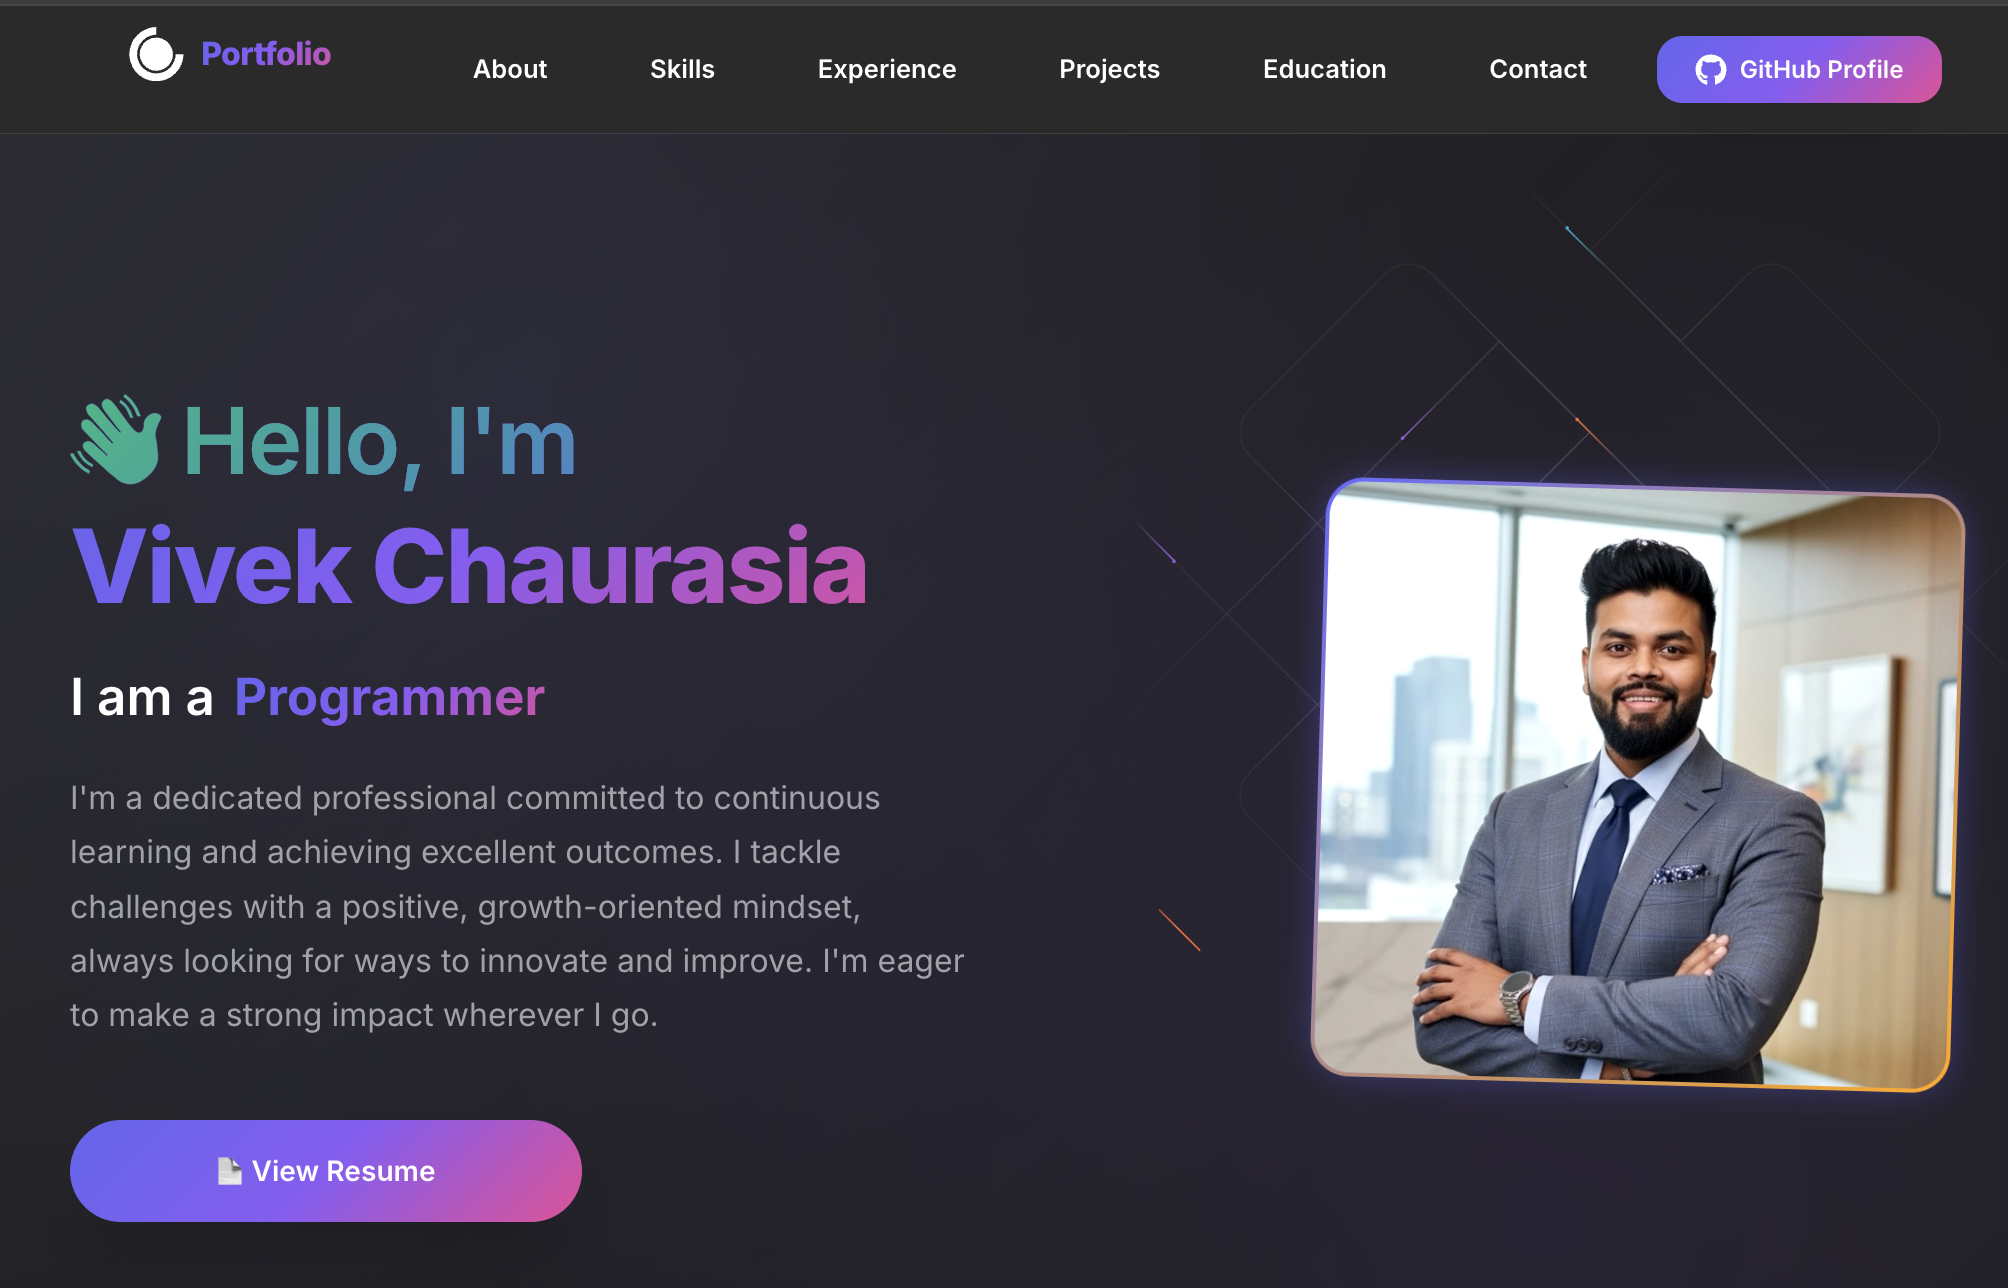 Portfolio
About
Skills
Experience
Projects
Education
Contact
GitHub Profile
👋 Hello, I'm
Vivek Chaurasia
I am a Programmer
I'm a dedicated professional committed to continuous
learning and achieving excellent outcomes. I tackle
challenges with a positive, growth-oriented mindset,
always looking for ways to innovate and improve. I'm eager
to make a strong impact wherever I go.
📄 View Resume